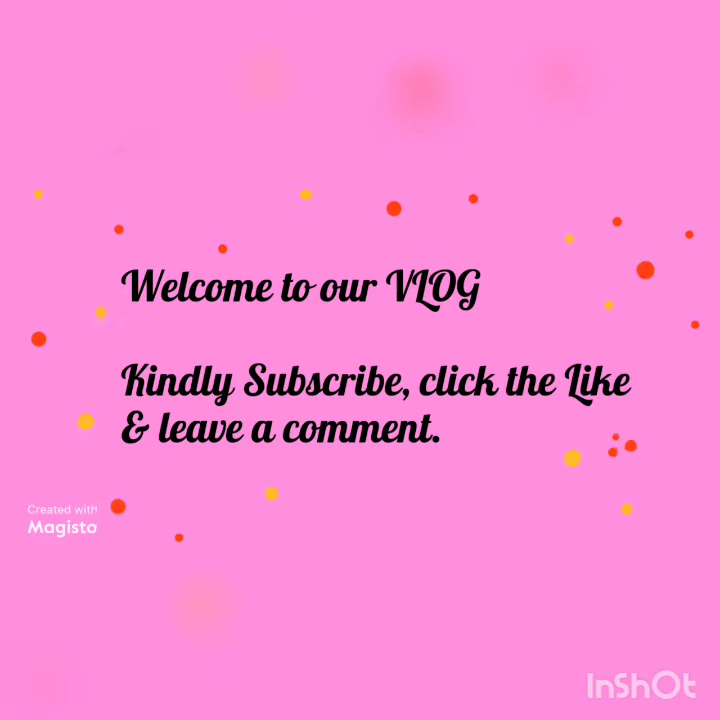 Welcome to our VLOG
Kindly Subscribe, click the Like
& leave a comment.
Created with
Magisto
InShOt